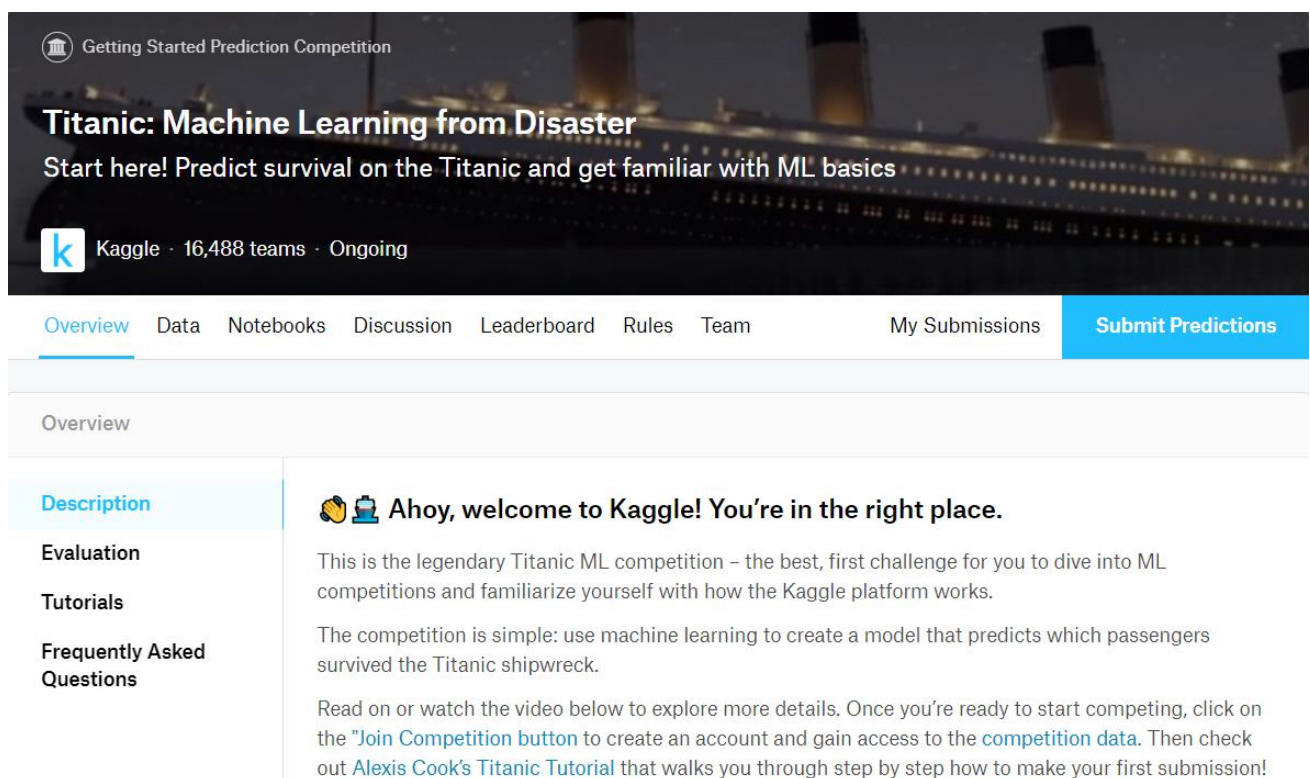 Getting Started Prediction Competition
Titanic: Machine Learning from Disaster
Start here! Predict survival on the Titanic and get familiar with ML basics
k
Kaggle · 16,488 teams · Ongoing
Overview Data Notebooks Discussion Leaderboard Rules Team My Submissions Submit Predictions
Overview
Description
Evaluation
Tutorials
Frequently Asked
Questions
👏🚢 Ahoy, welcome to Kaggle! You’re in the right place.
This is the legendary Titanic ML competition – the best, first challenge for you to dive into ML
competitions and familiarize yourself with how the Kaggle platform works.
The competition is simple: use machine learning to create a model that predicts which passengers
survived the Titanic shipwreck.
Read on or watch the video below to explore more details. Once you’re ready to start competing, click on
the "Join Competition button to create an account and gain access to the competition data. Then check
out Alexis Cook’s Titanic Tutorial that walks you through step by step how to make your first submission!